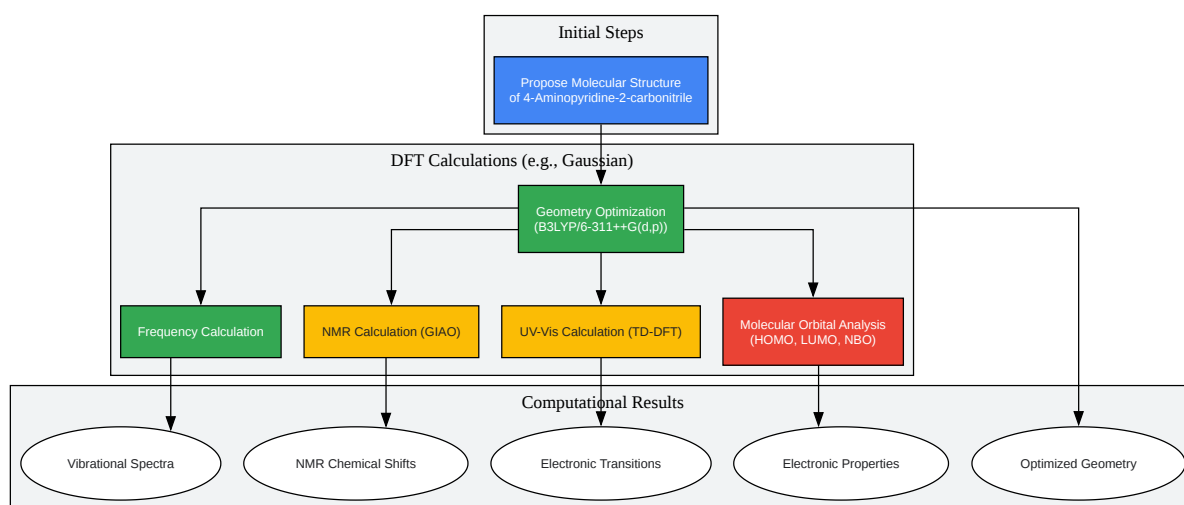 Initial Steps
Propose Molecular Structure
of 4-Aminopyridine-2-carbonitrile
DFT Calculations (e.g., Gaussian)
Geometry Optimization
(B3LYP/6-311++G(d,p))
Frequency Calculation
NMR Calculation (GIAO)
UV-Vis Calculation (TD-DFT)
Molecular Orbital Analysis
(HOMO, LUMO, NBO)
Computational Results
Vibrational Spectra
NMR Chemical Shifts
Electronic Transitions
Electronic Properties
Optimized Geometry